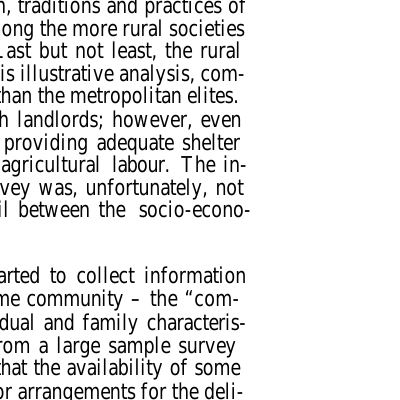 , traditions and practices of
ong the more rural societies
ast but not least, the rural
is illustrative analysis, com-
than the metropolitan elites.
h landlords; however, even
providing adequate shelter
agricultural labour. The in-
vey was, unfortunately, not
il between the socio-econo-
arted to collect information
me community – the “com-
dual and family characteris-
rom a large sample survey
that the availability of some
or arrangements for the deli-